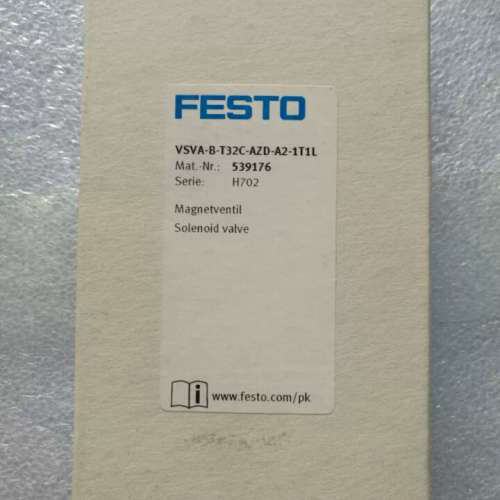 FESTO
VSVA-B-T32C-AZD-A2-1T1L
Mat.-Nr.: 539176
Serie: H702
Magnetventil
Solenoid valve
www.festo.com/pk